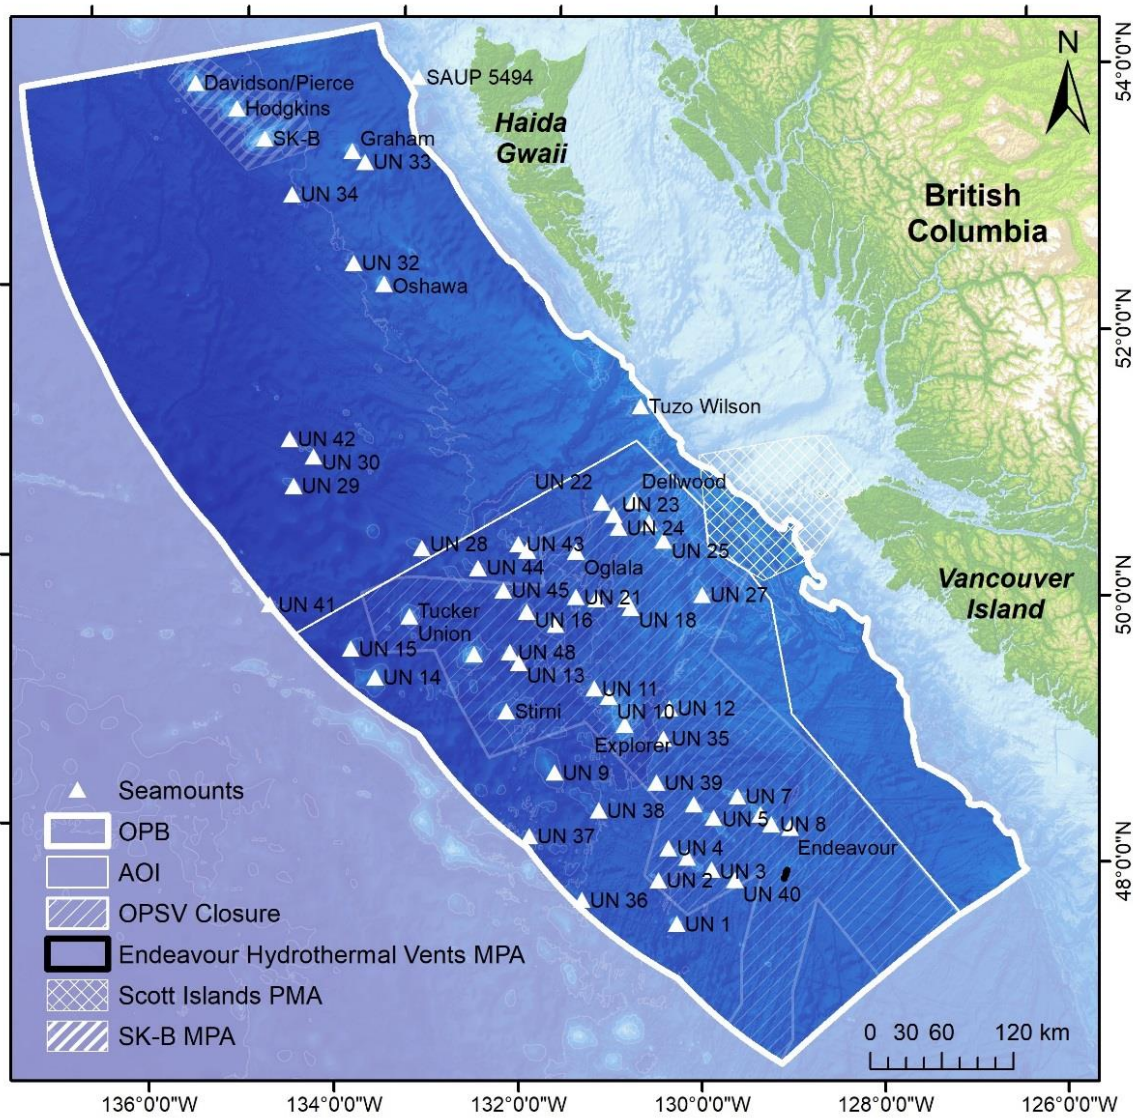 N
54°0'0"N
Davidson/Pierce
SAUP 5494
Hodgkins
SK-B
Haida
Gwaii
Graham
UN 33
UN 34
British
Columbia
UN 32
Oshawa
52°0'0"N
Tuzo Wilson
UN 42
UN 30
UN 29
UN 22
Dellwood
UN 23
UN 24
UN 28
UN 43
UN 25
Oglala
UN 44
Vancouver
Island
UN 45
UN 21
UN 27
50°0'0"N
UN 41
Tucker
Union
UN 16
UN 18
UN 15
UN 48
UN 13
UN 14
UN 11
UN 10
UN 12
Stirni
Explorer
UN 35
UN 9
UN 39
UN 7
UN 38
UN 5
UN 8
UN 37
Endeavour
UN 4
UN 3
UN 2
UN 40
48°0'0"N
UN 36
UN 1
Seamounts
OPB
AOI
OPSV Closure
Endeavour Hydrothermal Vents MPA
Scott Islands PMA
SK-B MPA
0 30 60 120 km
136°0'0"W
134°0'0"W
132°0'0"W
130°0'0"W
128°0'0"W
126°0'0"W